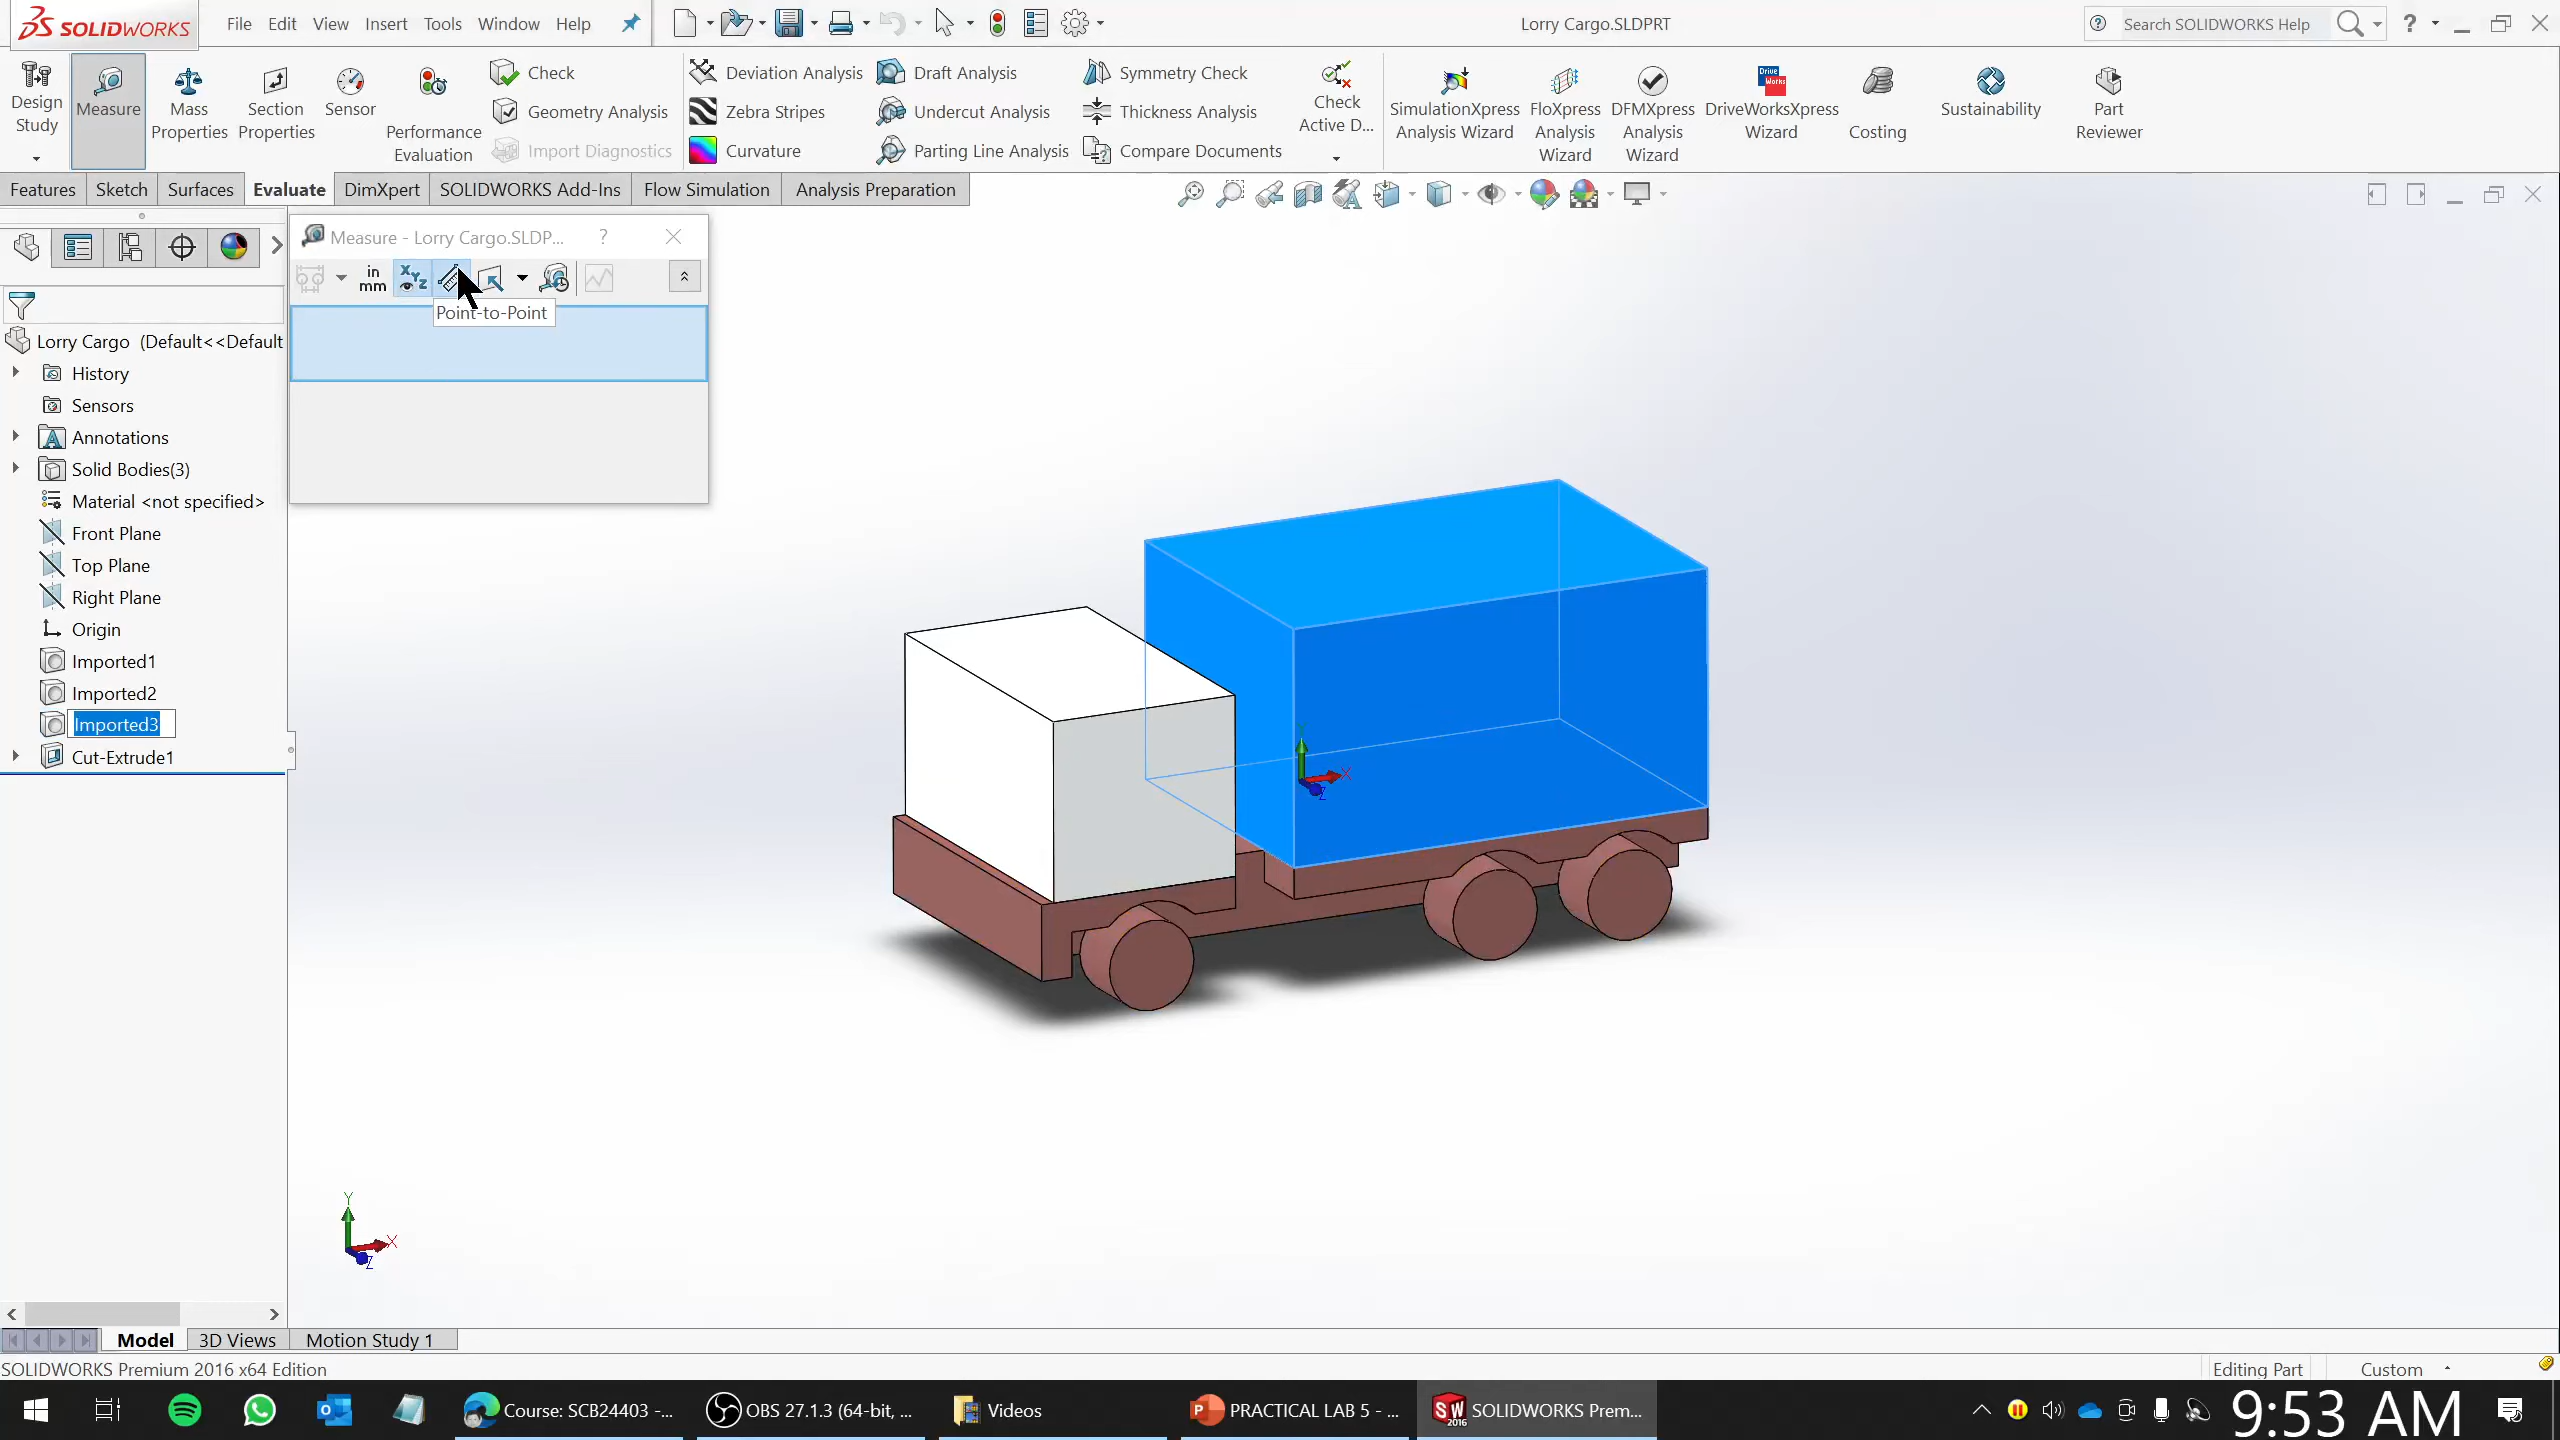 SOLIDWORKS File Edit View Insert Tools Window Help Lorry Cargo.SLDPRT Search SOLIDWORKS Help ?
Design Study
Measure
Mass Properties
Section Properties
Sensor
Performance Evaluation
Check
Geometry Analysis
Import Diagnostics
Deviation Analysis
Zebra Stripes
Curvature
Draft Analysis
Undercut Analysis
Parting Line Analysis
Symmetry Check
Thickness Analysis
Compare Documents
Check Active D...
SimulationXpress Analysis Wizard
FloXpress Analysis Wizard
DFMXpress Analysis Wizard
DriveWorksXpress Wizard
Costing
Sustainability
Part Reviewer
Features Sketch Surfaces Evaluate DimXpert SOLIDWORKS Add-Ins Flow Simulation Analysis Preparation
Measure - Lorry Cargo.SLDP... ?
in mm XYZ
Point-to-Point
Lorry Cargo (Default<<Default
History
Sensors
Annotations
Solid Bodies(3)
Material <not specified>
Front Plane
Top Plane
Right Plane
Origin
Imported1
Imported2
Imported3
Cut-Extrude1
Y
X
Z
Y
X
Z
Model 3D Views Motion Study 1
SOLIDWORKS Premium 2016 x64 Edition Editing Part Custom
Course: SCB24403 -... OBS 27.1.3 (64-bit, ... Videos PRACTICAL LAB 5 - ... SOLIDWORKS Prem... 9:53 AM